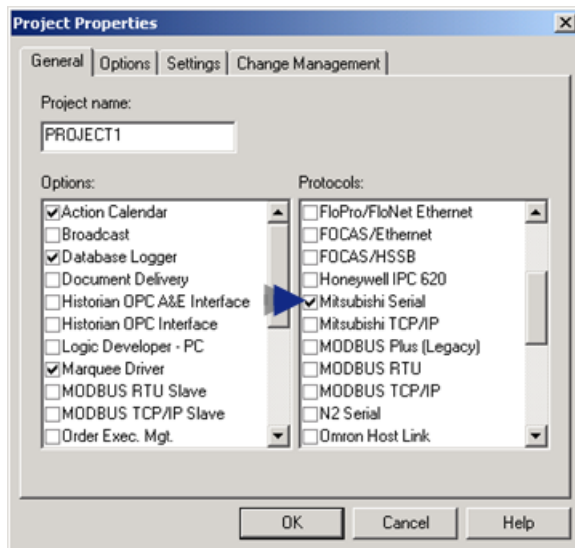 Project Properties
General Options Settings Change Management
Project name:
PROJECT1
Options:
Action Calendar
Broadcast
Database Logger
Document Delivery
Historian OPC A&E Interface
Historian OPC Interface
Logic Developer - PC
Marquee Driver
MODBUS RTU Slave
MODBUS TCP/IP Slave
Order Exec. Mgt.
Protocols:
FloPro/FloNet Ethernet
FOCAS/Ethernet
FOCAS/HSSB
Honeywell IPC 620
Mitsubishi Serial
Mitsubishi TCP/IP
MODBUS Plus (Legacy)
MODBUS RTU
MODBUS TCP/IP
N2 Serial
Omron Host Link
OK Cancel Help